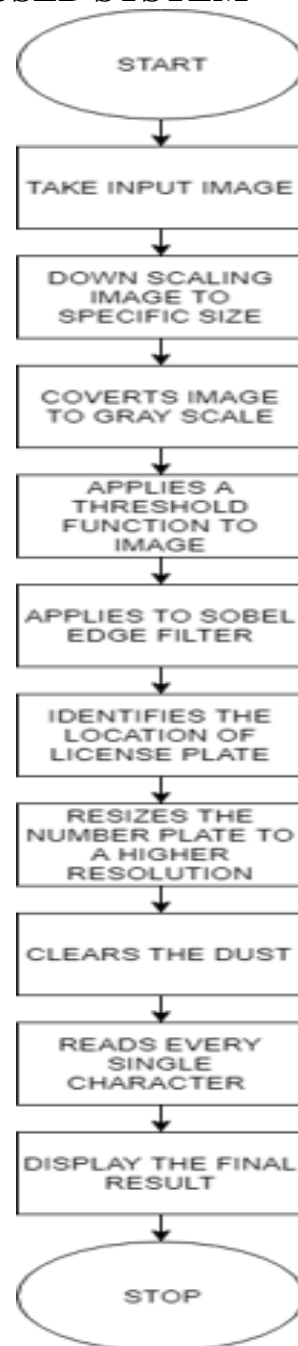 START
TAKE INPUT IMAGE
DOWN SCALING
IMAGE TO
SPECIFIC SIZE
COVERTS IMAGE
TO GRAY SCALE
APPLIES A
THRESHOLD
FUNCTION TO
IMAGE
APPLIES TO SOBEL
EDGE FILTER
IDENTIFIES THE
LOCATION OF
LICENSE PLATE
RESIZES THE
NUMBER PLATE TO
A HIGHER
RESOLUTION
CLEARS THE DUST
READS EVERY
SINGLE
CHARACTER
DISPLAY THE FINAL
RESULT
STOP